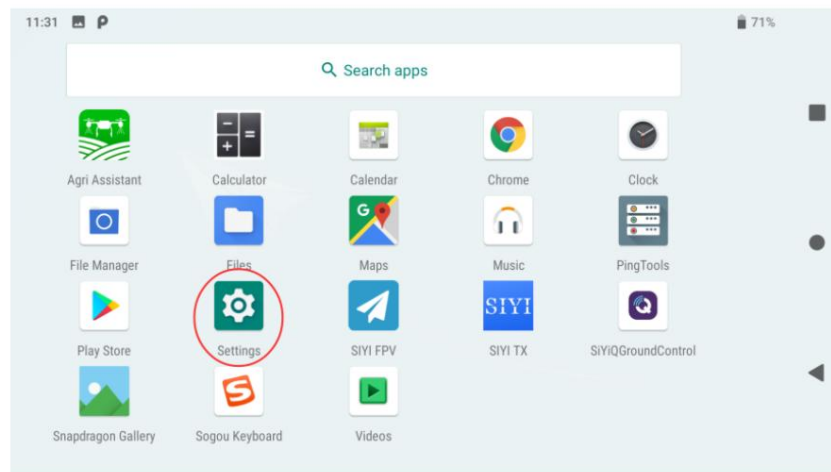 11:31
71%
Search apps
Agri Assistant
Calculator
Calendar
Chrome
Clock
G
File Manager
Files
Maps
Music
PingTools
SIYI
Play Store
Settings
SIYI FPV
SIYI TX
SiYiQGroundControl
Snapdragon Gallery
Sogou Keyboard
Videos